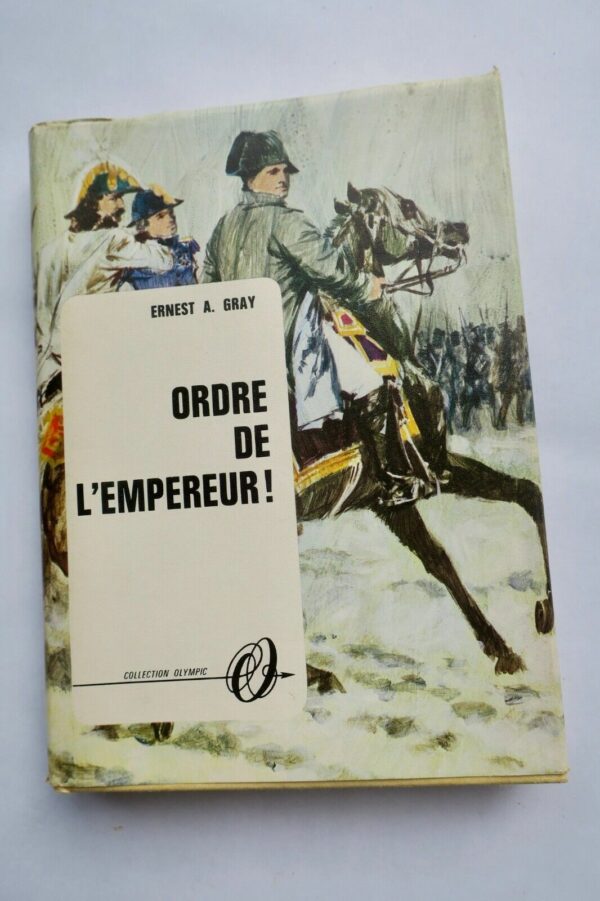 ERNEST A. GRAY
ORDRE
DE
L'EMPEREUR!
COLLECTION OLYMPIC